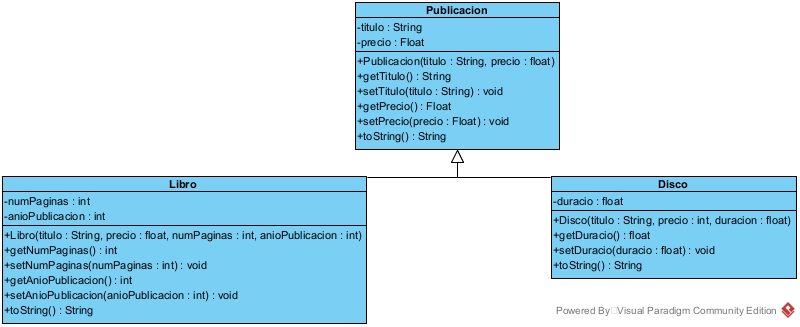 Publicacion
-titulo : String
-precio : Float
+Publicacion(titulo : String, precio : float)
+getTitulo() : String
+setTitulo(titulo : String) : void
+getPrecio() : Float
+setPrecio(precio : Float) : void
+toString() : String
Libro
-numPaginas : int
-anioPublicacion : int
+Libro(titulo : String, precio : float, numPaginas : int, anioPublicacion : int)
+getNumPaginas() : int
+setNumPaginas(numPaginas : int) : void
+getAnioPublicacion() : int
+setAnioPublicacion(anioPublicacion : int) : void
+toString() : String
Disco
-duracio : float
+Disco(titulo : String, precio : int, duracion : float)
+getDuracio() : float
+setDuracio(duracio : float) : void
+toString() : String
Powered By Visual Paradigm Community Edition